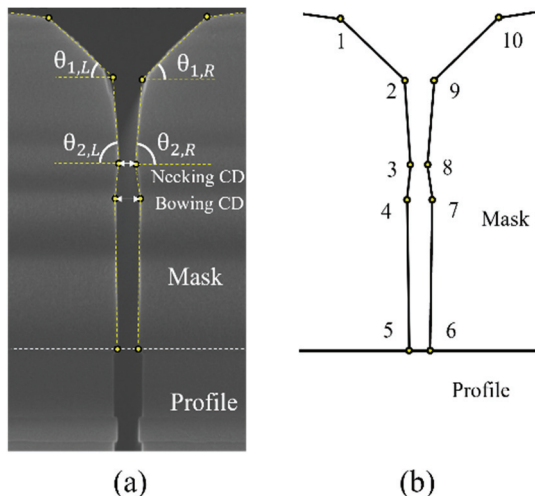 θ1,L
θ1,R
θ2,L
θ2,R
Necking CD
Bowing CD
Mask
Profile
(a)
1
10
2
9
3
8
4
7
Mask
5
6
Profile
(b)